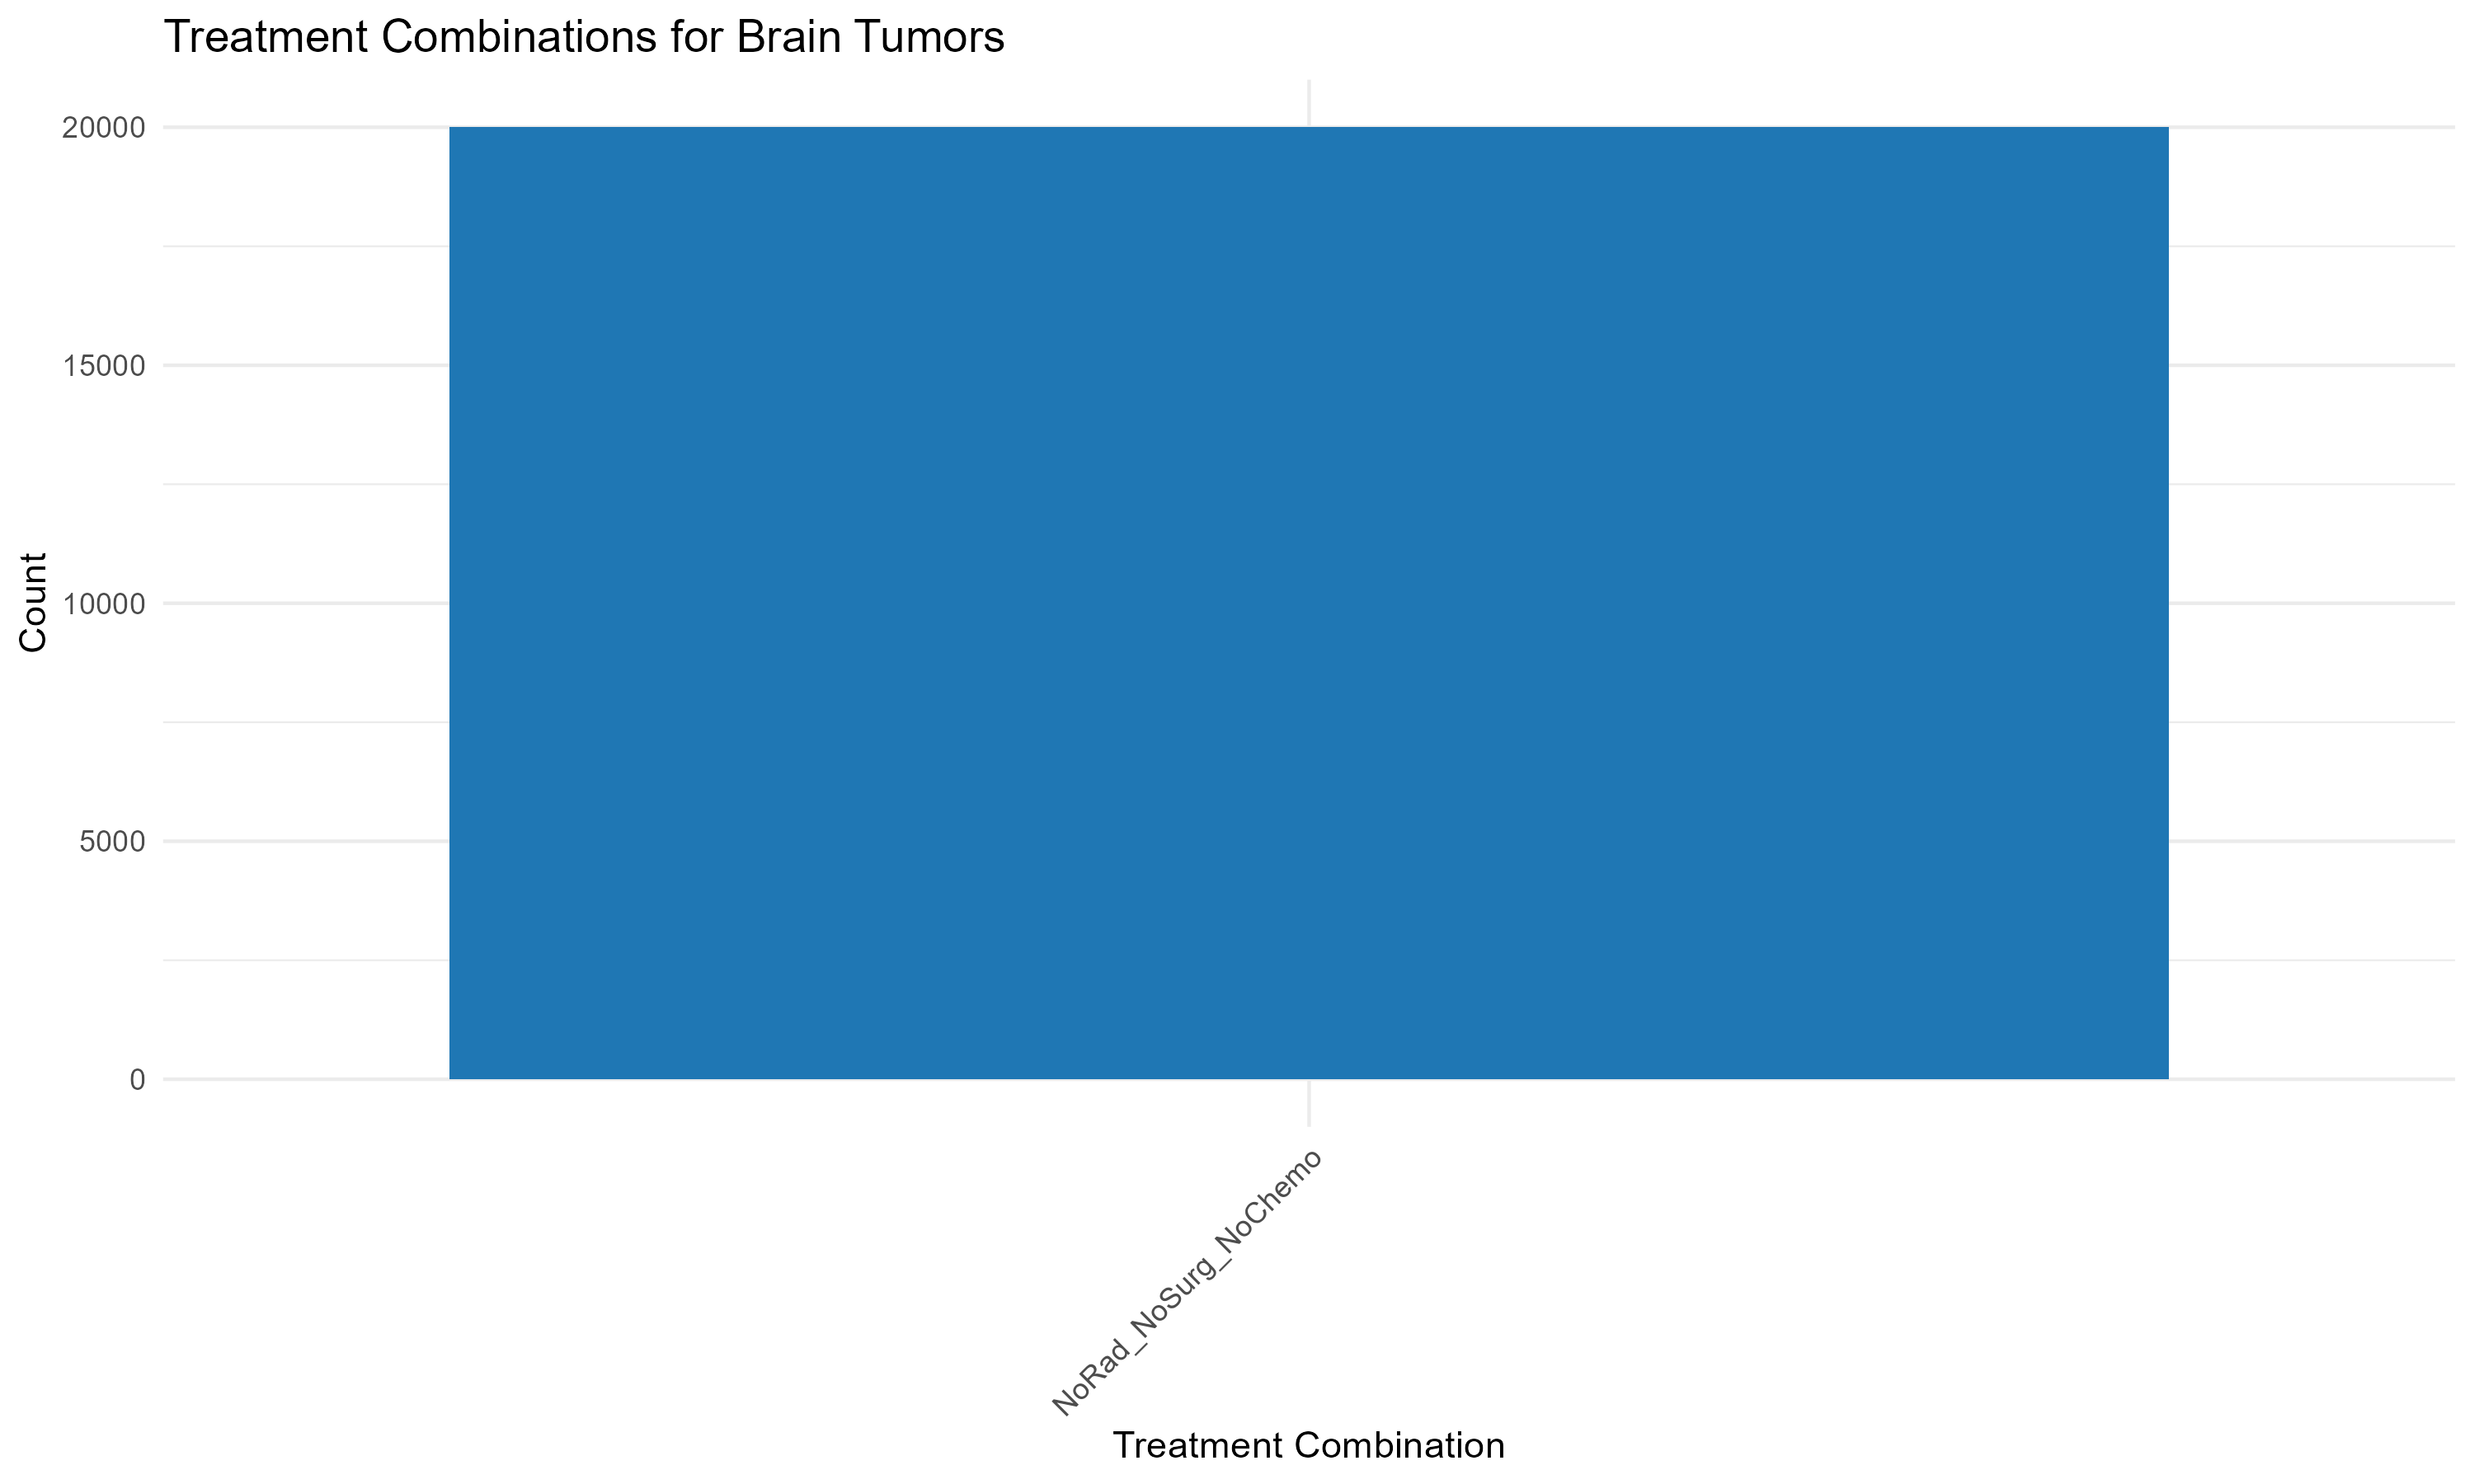 Treatment Combinations for Brain Tumors
20000
15000
10000
5000
0
Count
NoRad_NoSurg_NoChemo
Treatment Combination